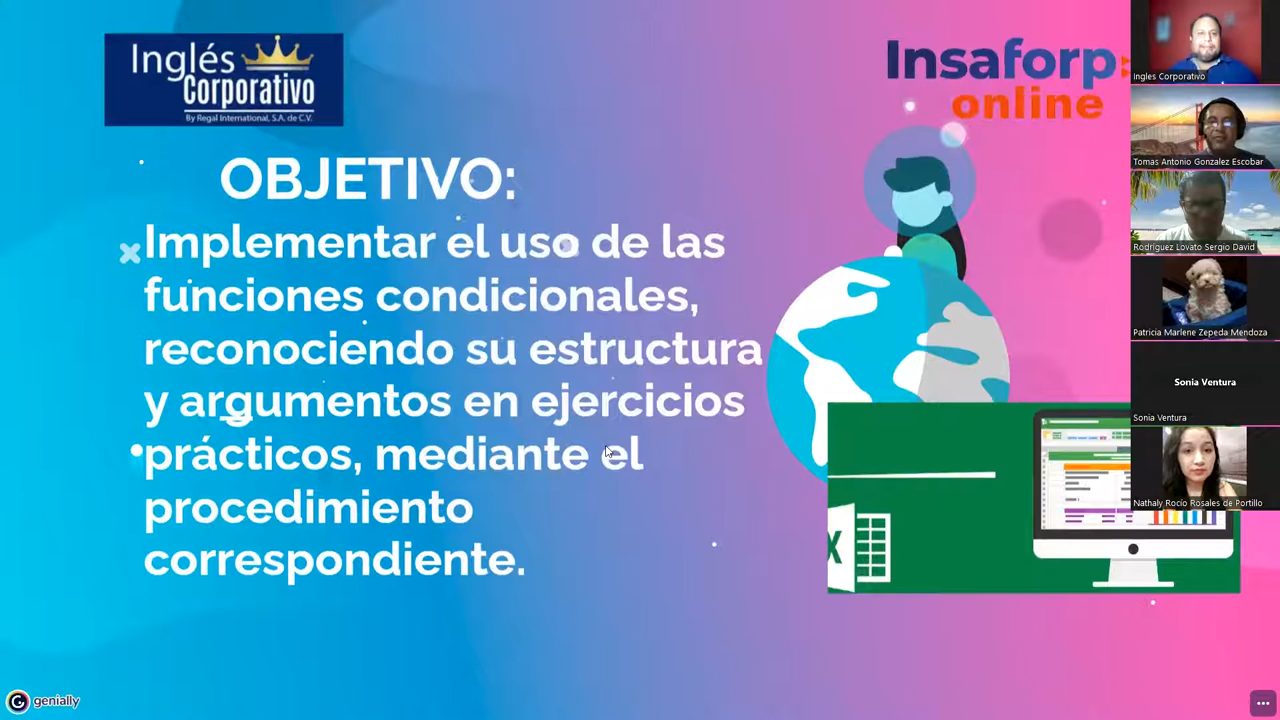 Inglés
Corporativo
By Regal International, S.A. de C.V.
Insaforp
online
OBJETIVO:
Implementar el uso de las
funciones condicionales,
reconociendo su estructura
y argumentos en ejercicios
prácticos, mediante el
procedimiento
correspondiente.
X
genially
Ingles Corporativo
Tomas Antonio Gonzalez Escobar
Rodríguez Lovato Sergio David
Patricia Marlene Zepeda Mendoza
Sonia Ventura
Sonia Ventura
Nathaly Rocío Rosales de Portillo